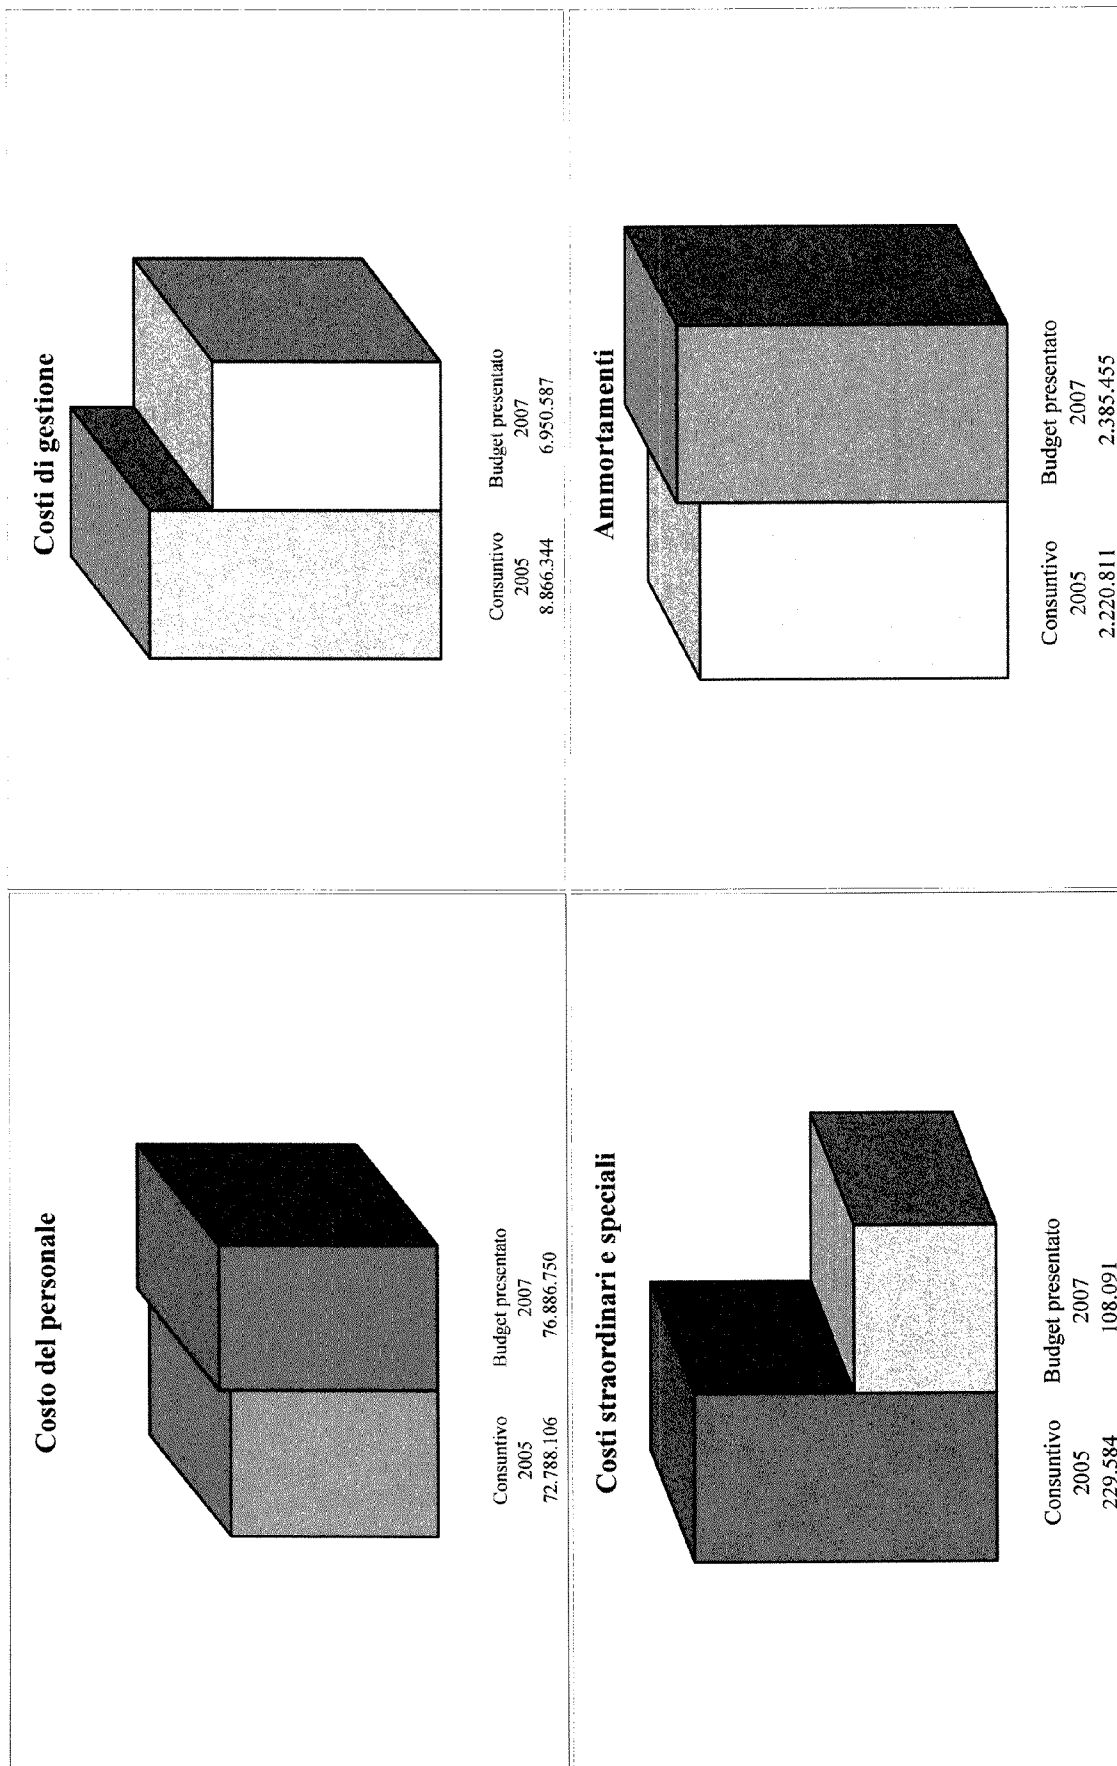 Costo del personale
Consuntivo Budget presentato
2005 2007
72.788.106 76.886.750
Costi di gestione
Consuntivo Budget presentato
2005 2007
8.866.344 6.950.587
Costi straordinari e speciali
Consuntivo Budget presentato
2005 2007
229.584 108.091
Ammortamenti
Consuntivo Budget presentato
2005 2007
2.220.811 2.385.455